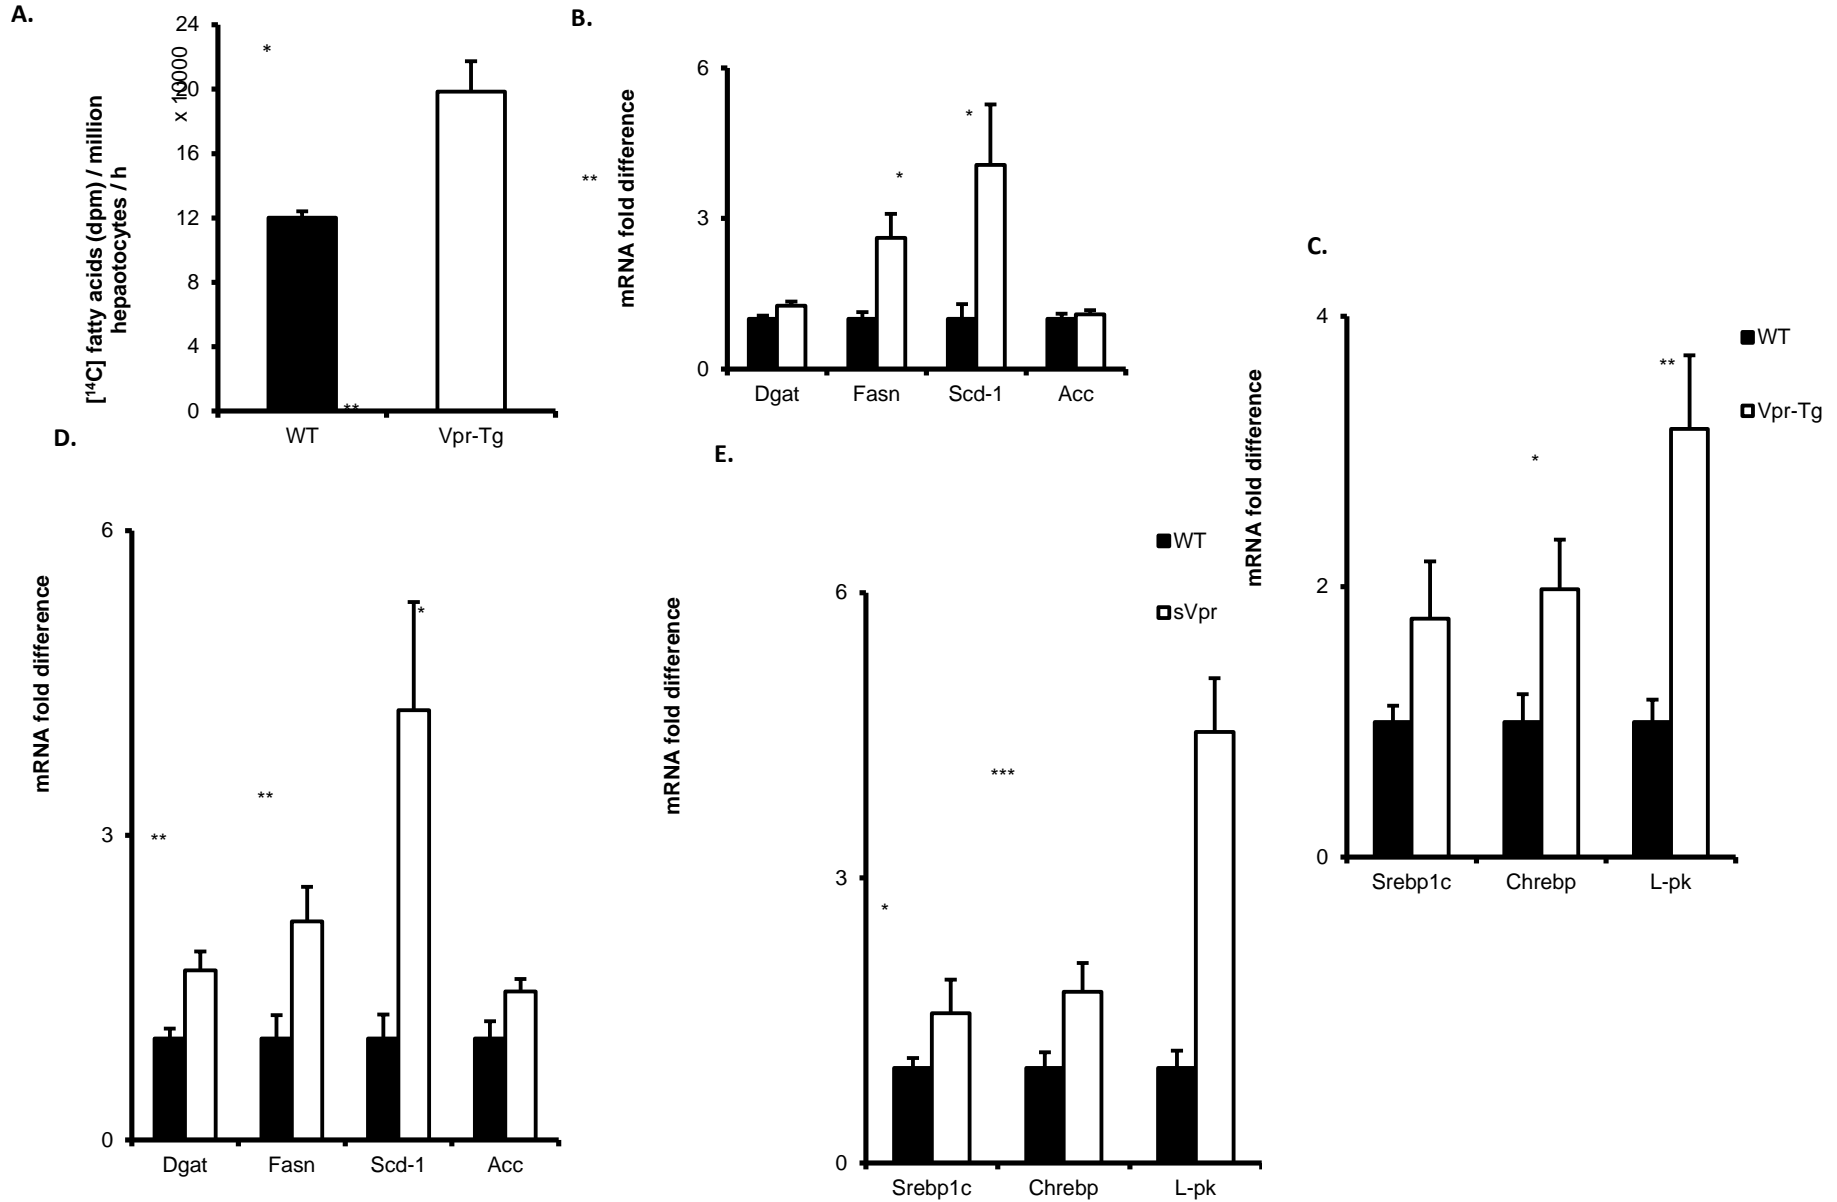 A.
24
20
16
12
8
4
0
x 10000
[¹⁴C] fatty acids (dpm) / million
hepaotocytes / h
*
**
WT
Vpr-Tg
B.
6
3
0
mRNA fold difference
**
*
*
Dgat
Fasn
Scd-1
Acc
C.
4
2
0
mRNA fold difference
*
**
WT
Vpr-Tg
Srebp1c
Chrebp
L-pk
D.
6
3
0
mRNA fold difference
**
**
*
Dgat
Fasn
Scd-1
Acc
E.
6
3
0
mRNA fold difference
*
***
WT
sVpr
Srebp1c
Chrebp
L-pk